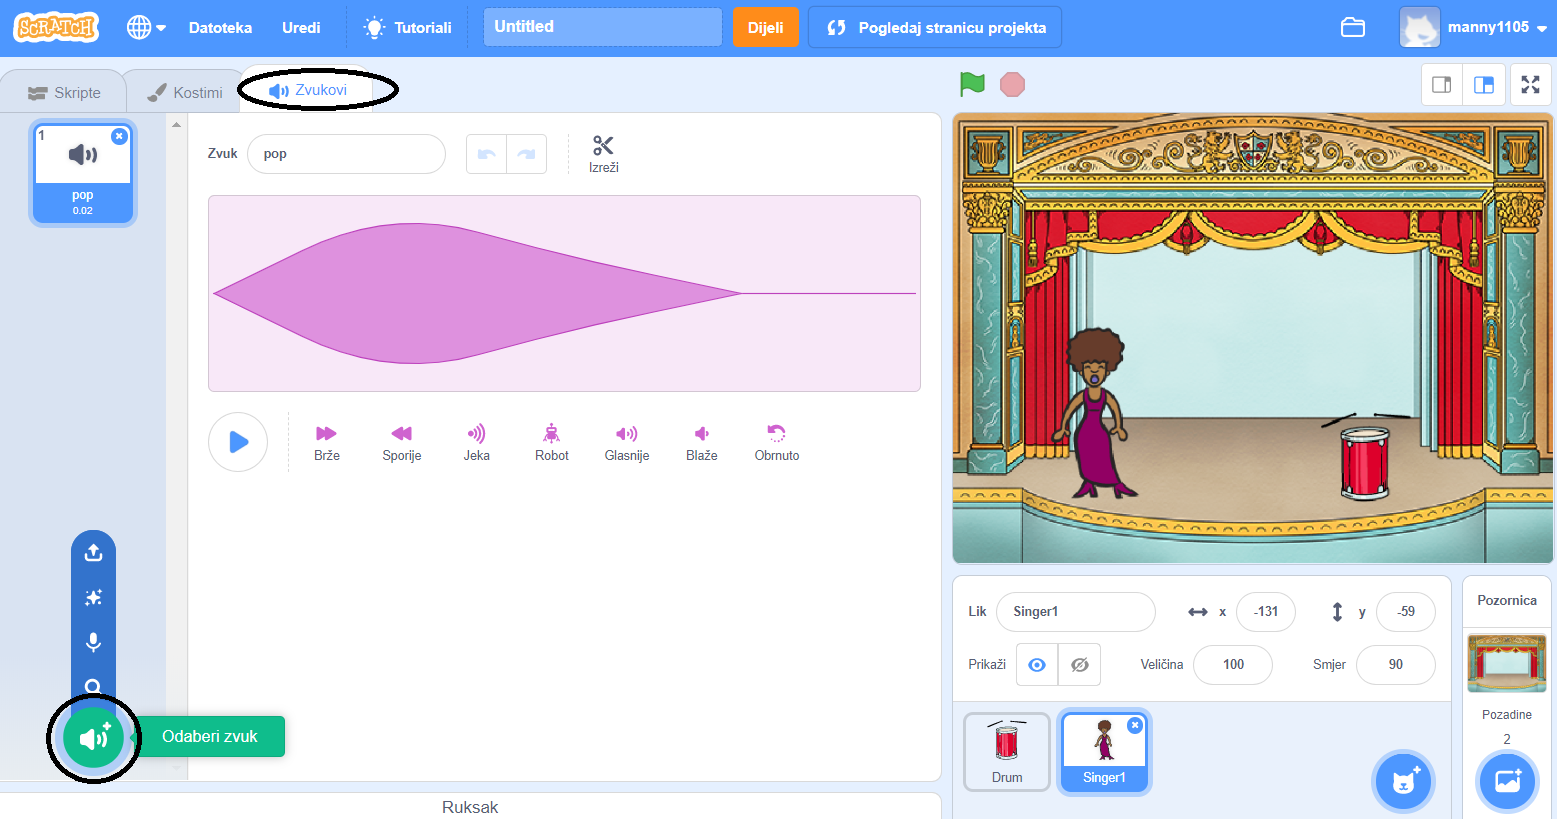 SCRATCH
Datoteka
Uredi
Tutoriali
Untitled
Dijeli
Pogledaj stranicu projekta
manny1105
Skripte
Kostimi
Zvukovi
1
pop
0.02
Zvuk
pop
Izreži
Brže
Sporije
Jeka
Robot
Glasnije
Blaže
Obrnuto
Odaberi zvuk
Ruksak
Lik
Singer1
x
-131
y
-59
Prikaži
Veličina
100
Smjer
90
Drum
Singer1
Pozornica
Pozadine
2